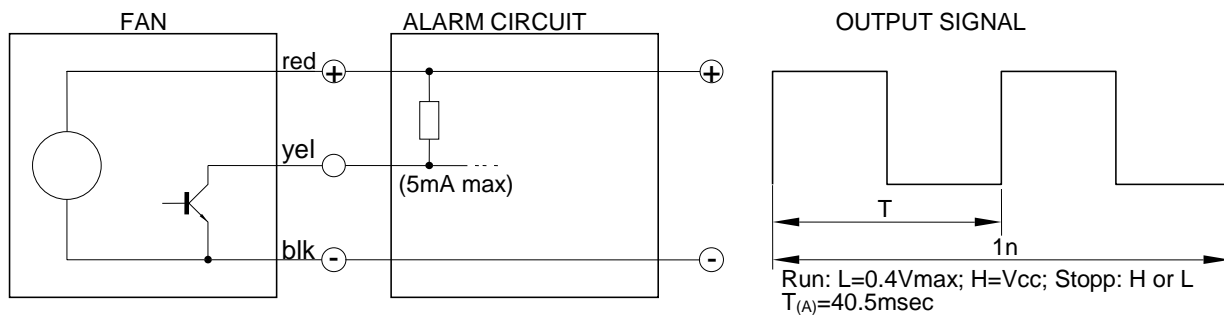 FAN
ALARM CIRCUIT
OUTPUT SIGNAL
red
+
+
yel
(5mA max)
blk
-
-
T
1n
Run: L=0.4Vmax; H=Vcc; Stopp: H or L
T(A)=40.5msec